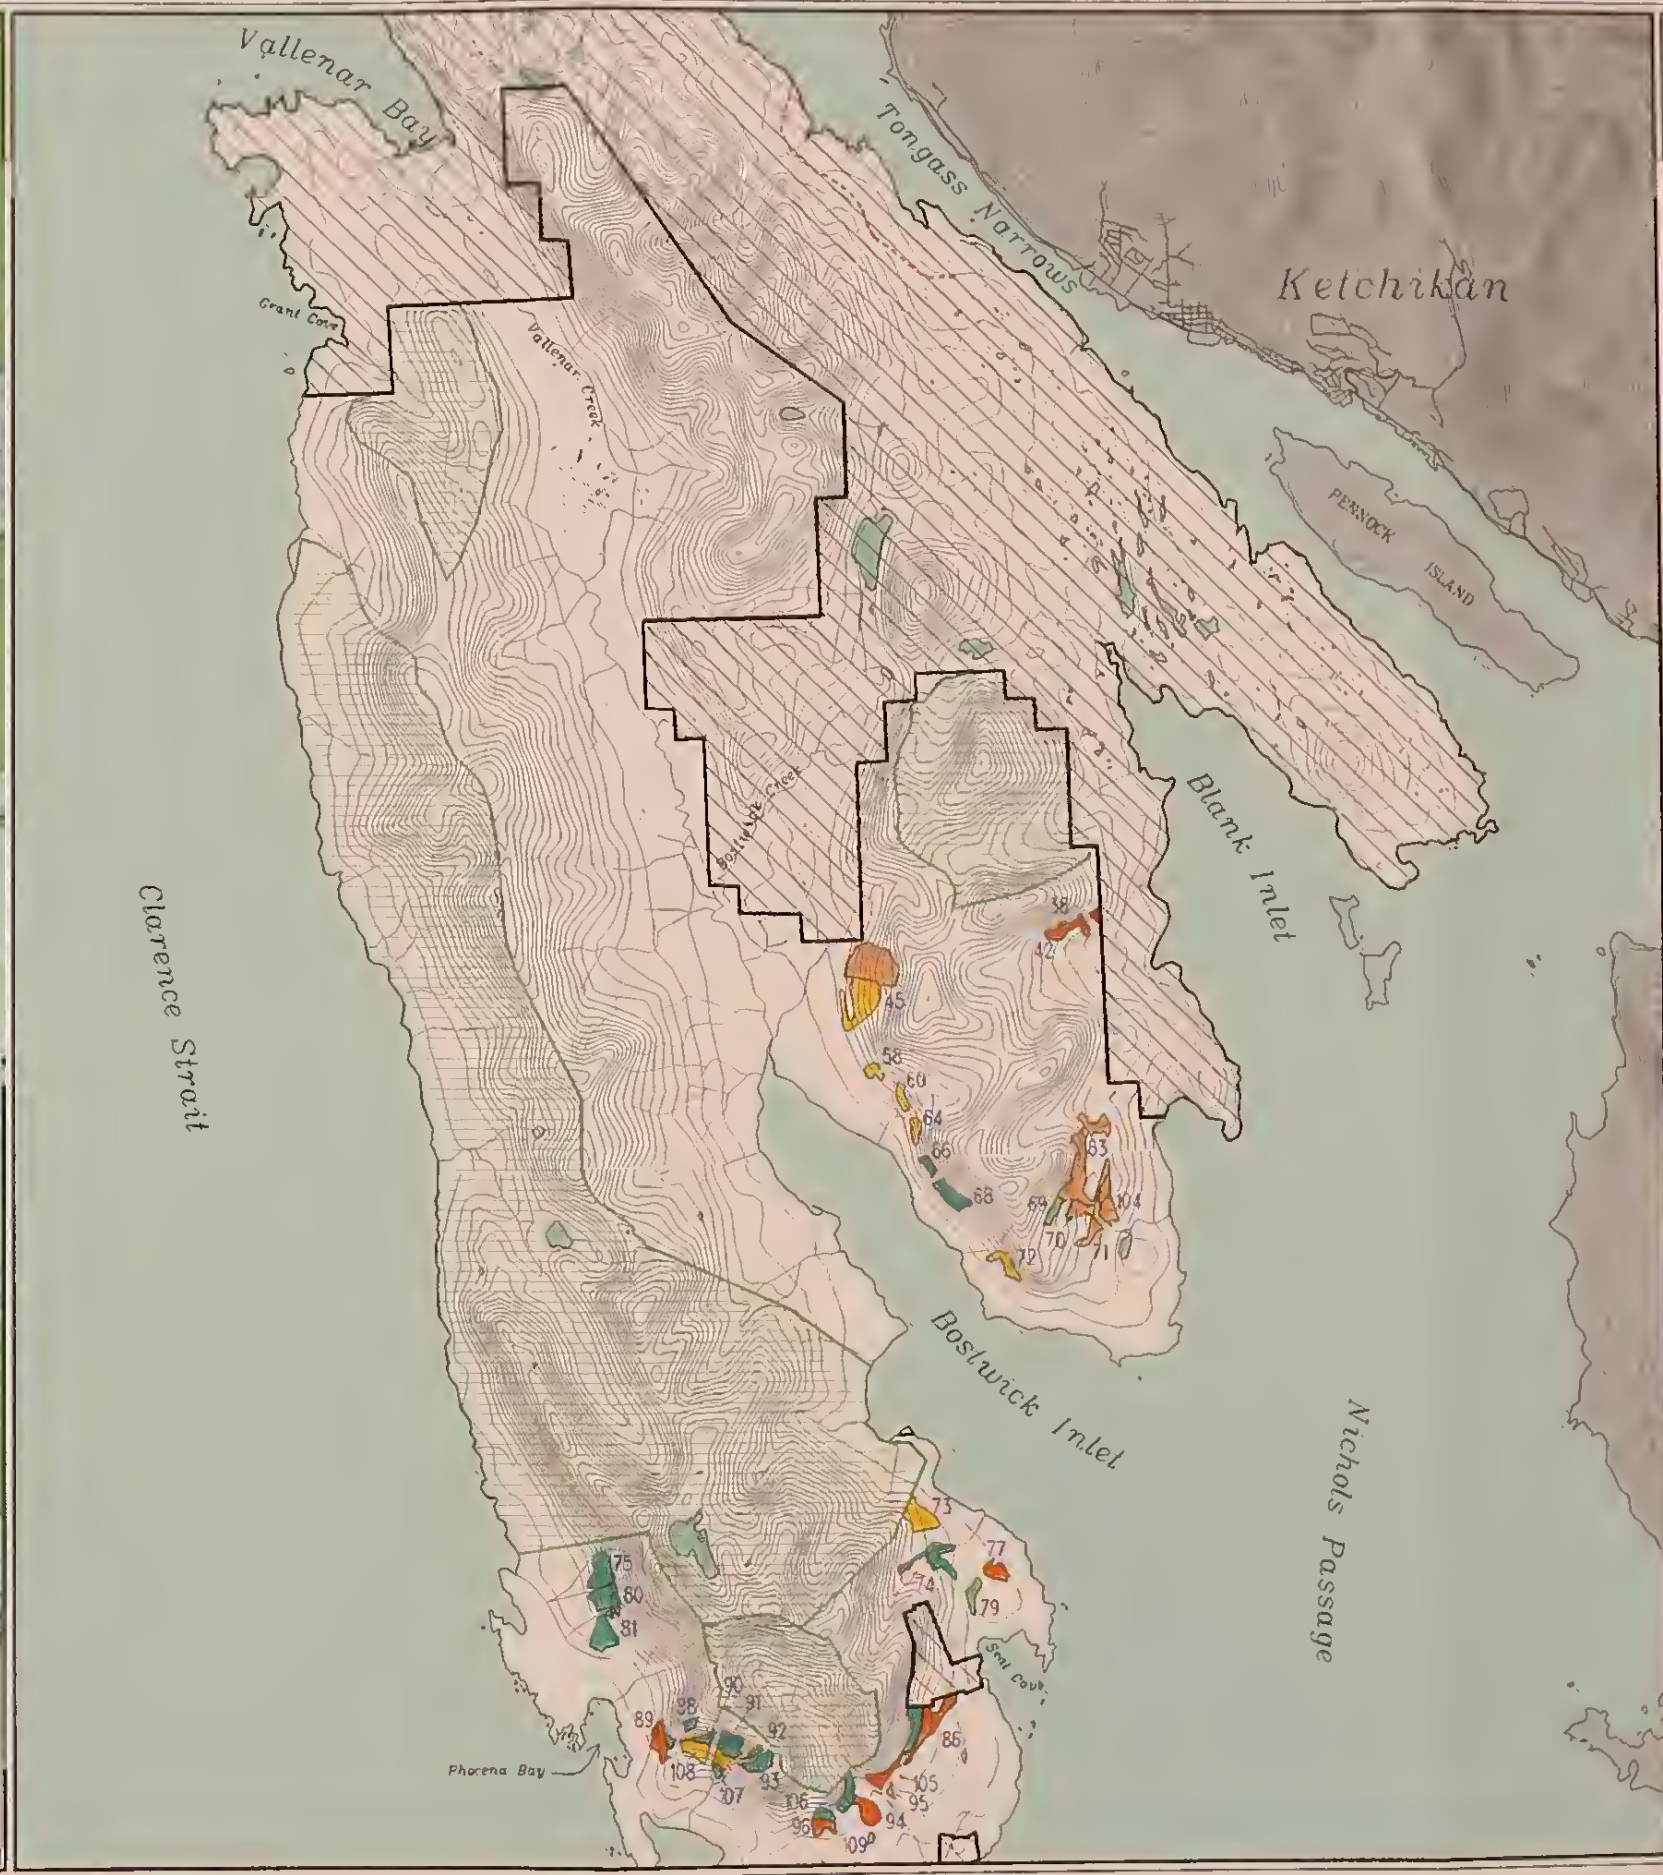 Vallenar Bay
Tongass Narrows
Ketchikan
Grant Cove
Vallenar Creek
PENNOCK
ISLAND
Bostwick Creek
Blank Inlet
Clarence Strait
38
42
45
58
60
64
66
68
63
69
104
70
71
72
Bostwick Inlet
Nichols Passage
73
74
77
79
75
80
81
Seal Cove
90
91
88
89
92
86
Phocena Bay
108
93
107
106
105
95
94
96
109